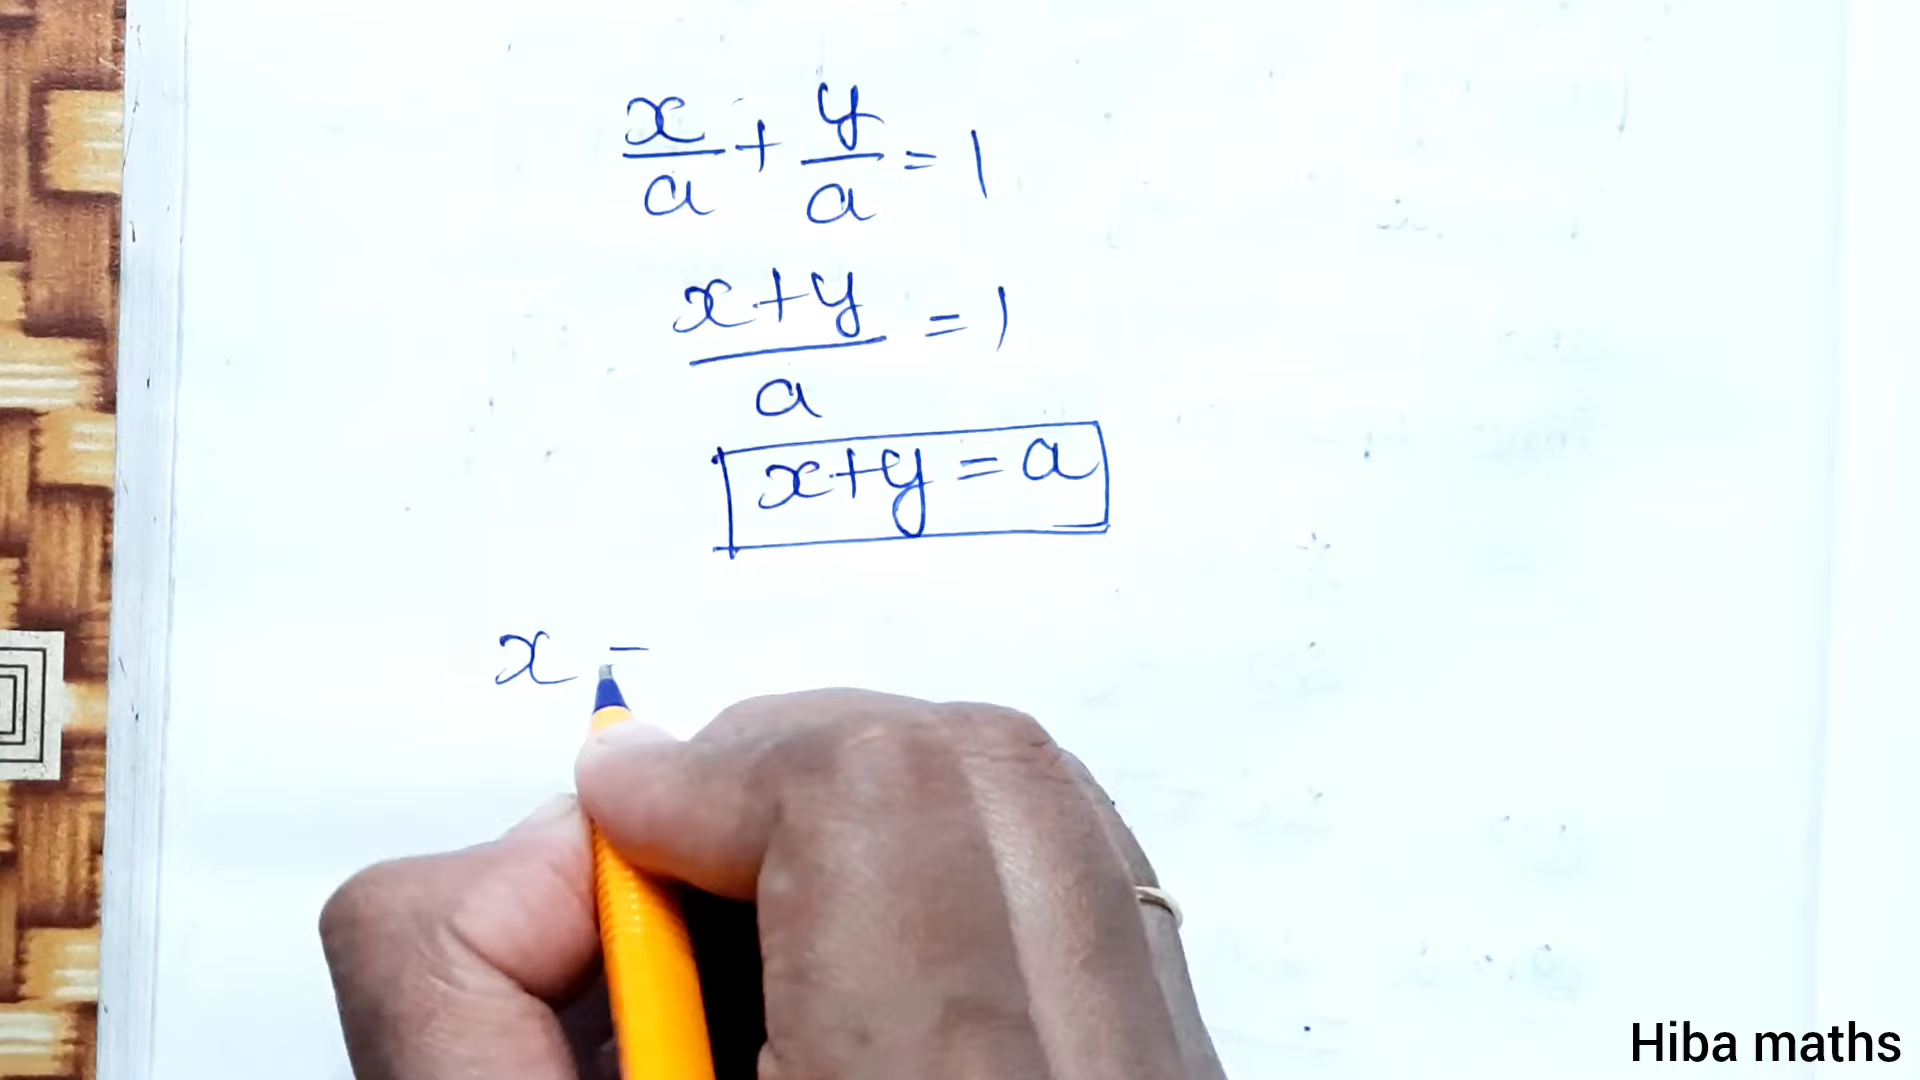 x/a + y/a = 1
x+y/a = 1
x+y = a
x =
Hiba maths